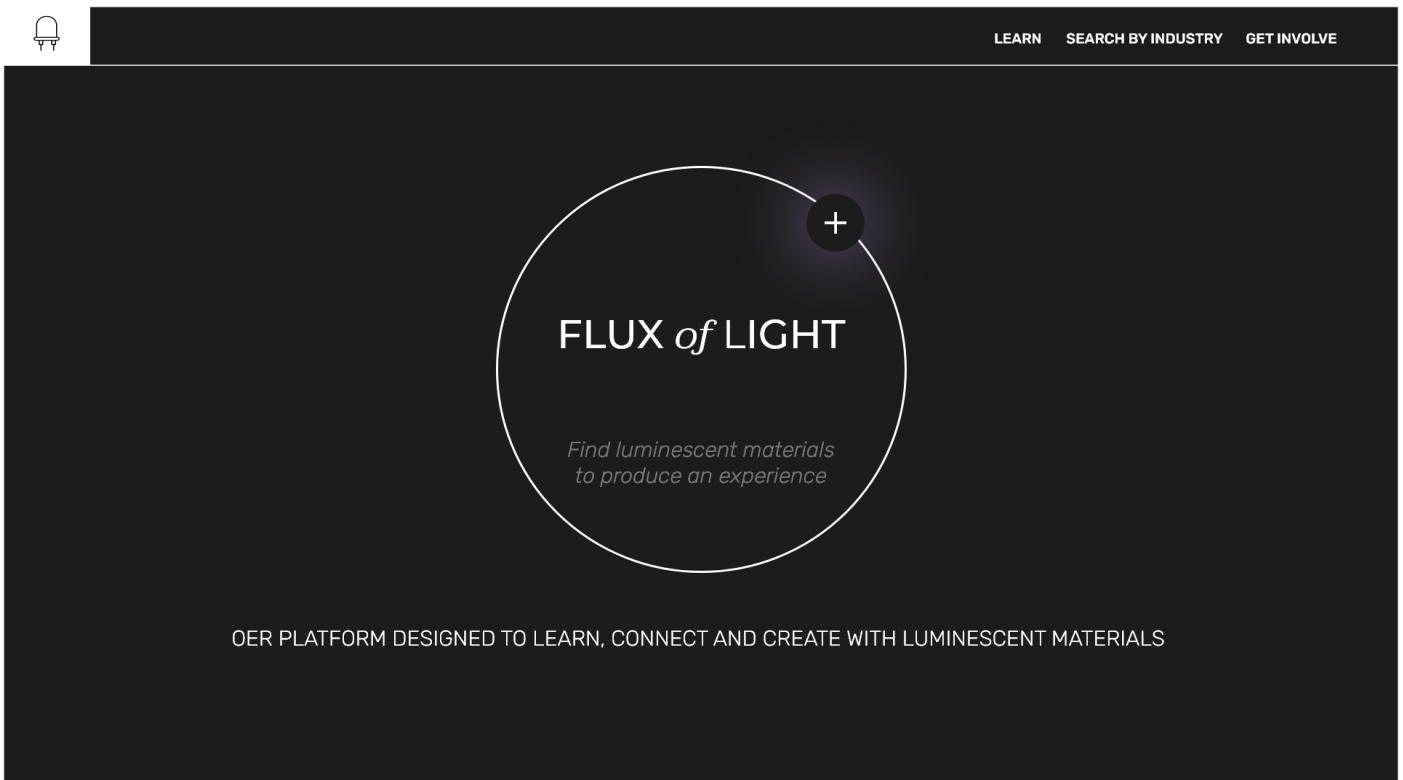 LEARN SEARCH BY INDUSTRY GET INVOLVE
FLUX of LIGHT
Find luminescent materials
to produce an experience
OER PLATFORM DESIGNED TO LEARN, CONNECT AND CREATE WITH LUMINESCENT MATERIALS